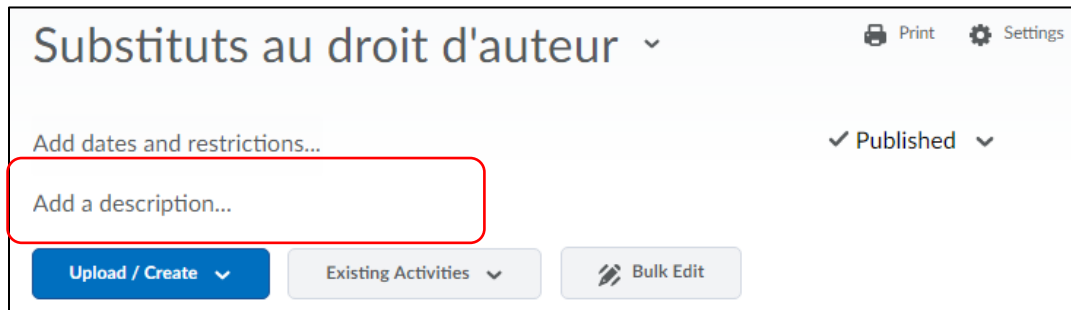 Substituts au droit d'auteur
Print
Settings
Add dates and restrictions...
Published
Add a description...
Upload / Create
Existing Activities
Bulk Edit